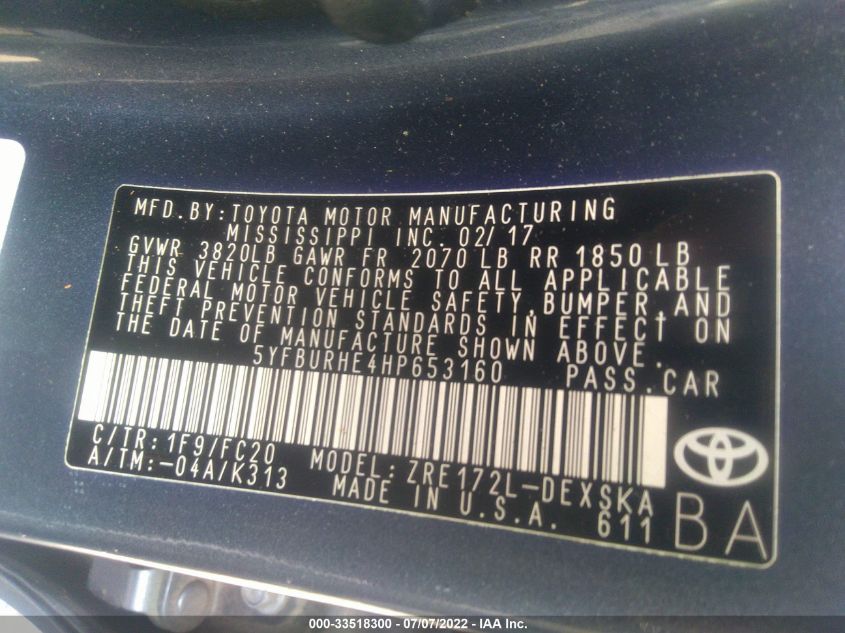 MFD.BY:TOYOTA MOTOR MANUFACTURING
MISSISSIPPI INC. 02/17
GVWR 3820LB GAWR FR 2070 LB RR 1850 LB
THIS VEHICLE CONFORMS TO ALL APPLICABLE
FEDERAL MOTOR VEHICLE SAFETY,BUMPER,AND
THEFT PREVENTION STANDARDS IN EFFECT ON
THE DATE OF MANUFACTURE SHOWN ABOVE.
5YFBURHE4HP653160 PASS.CAR
C/TR:1F9/FC20
A/TM:-04A/K313
MODEL:ZRE172L-DEXSKA
MADE IN U.S.A. 611
BA
000-33518300 - 07/07/2022 - IAA Inc.